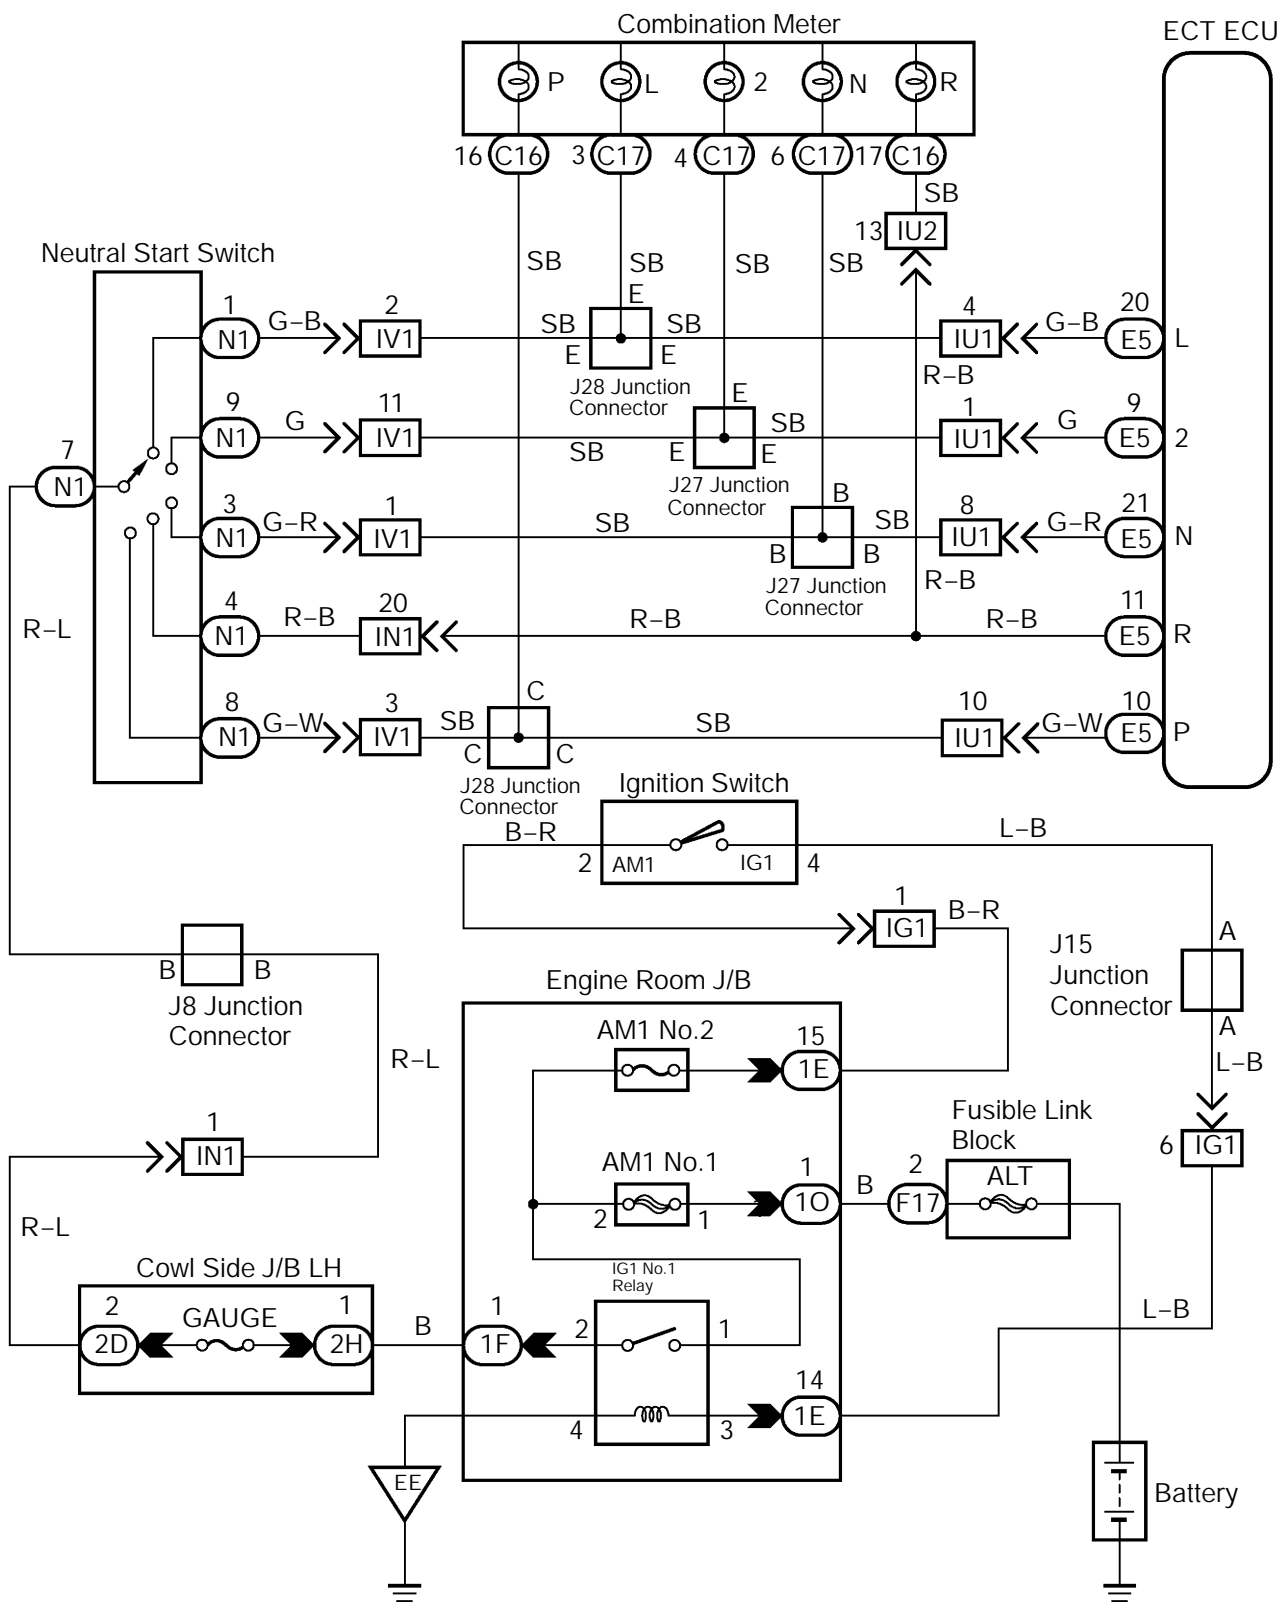 Combination Meter
ECT ECU
P L 2 N R
16 C16 3 C17 4 C17 6 C17 17 C16
SB
13 IU2
Neutral Start Switch
SB SB SB SB
1 2 E 4 20
N1 G–B IV1 SB SB IU1 G–B E5 L
E E
J28 Junction
Connector
R–B
9 11 E 1 9
N1 G IV1 SB SB IU1 G E5 2
E E
7
N1
J27 Junction
Connector
3 1 B 8 21
N1 G–R IV1 SB SB IU1 G–R E5 N
B B
J27 Junction
Connector
R–B
4 20 11
R–L
N1 R–B IN1 R–B R–B E5 R
8 3 C 10 10
N1 G–W IV1 SB SB IU1 G–W E5 P
C C
J28 Junction
Connector
Ignition Switch
B–R L–B
2 AM1 IG1 4
1
IG1 B–R
A
J15
Junction
Connector
A
L–B
B B
J8 Junction
Connector
Engine Room J/B
AM1 No.2 15
1E
R–L
Fusible Link
Block
1
IN1
6 IG1
AM1 No.1 1 2 ALT
2 1 1O B F17
R–L
Cowl Side J/B LH
IG1 No.1
Relay
2 GAUGE 1
2D 2H B
1
1F 2 1
L–B
14
4 3 1E
EE
Battery